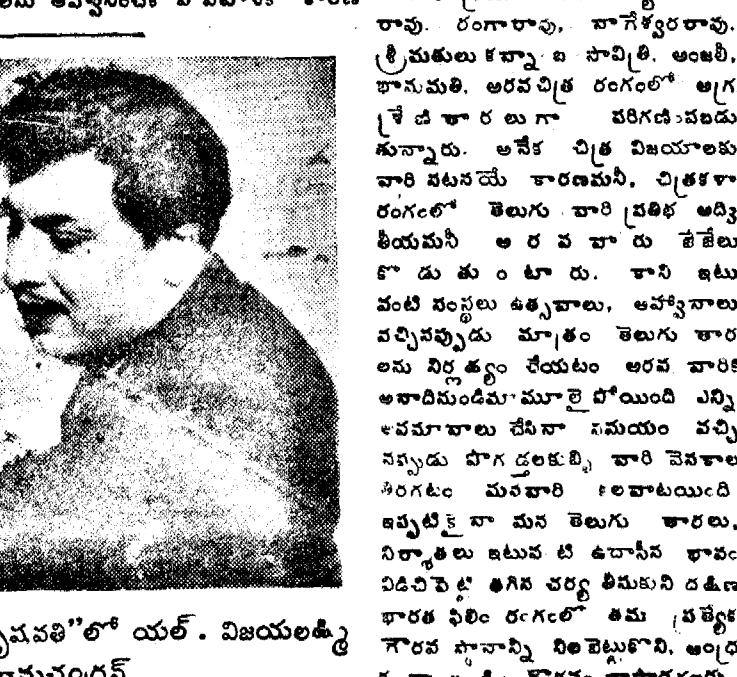 రావు. రంగారావు, నాగేశ్వరరావు,
శ్రీమతులు కన్నాంబ సావిత్రి, అంజలీ,
భానుమతి, అరవచిత్ర రంగంలో అగ్ర
శ్రేణి తారలుగా పరిగణింపబడు
తున్నారు. అనేక చిత్ర విజయాలకు
వారి నటనయే కారణమనీ, చిత్రకళా
రంగంలో తెలుగు వారి ప్రతిభ అద్వి
తీయమనీ అరవవారు జేజేలు
కొడుతుంటారు. కాని ఇటు
వంటి సంస్థలు ఉత్సవాలు, ఆహ్వానాలు
వచ్చినప్పుడు మాత్రం తెలుగు తార
లను నిర్లక్ష్యం చేయటం అరవ వారికి
అనాదినుండి మామూలై పోయింది ఎన్ని
అవమానాలు చేసినా సమయం వచ్చి
నప్పుడు పొగడ్తలకుబ్బి వారి వెనకాల
తిరగటం మనవారి కలవాటయింది
ఇప్పటికైనా మన తెలుగు తారలు,
నిర్మాతలు ఇటువంటి ఉదాసీన భావం
విడిచిపెట్టి తగిన చర్య తీసుకుని దక్షిణ
భారత ఫిలిం రంగంలో తమ ప్రత్యేక
గౌరవ స్థానాన్ని నిలబెట్టుకొని, ఆంధ్ర
లో యల్. విజయలక్ష్మి